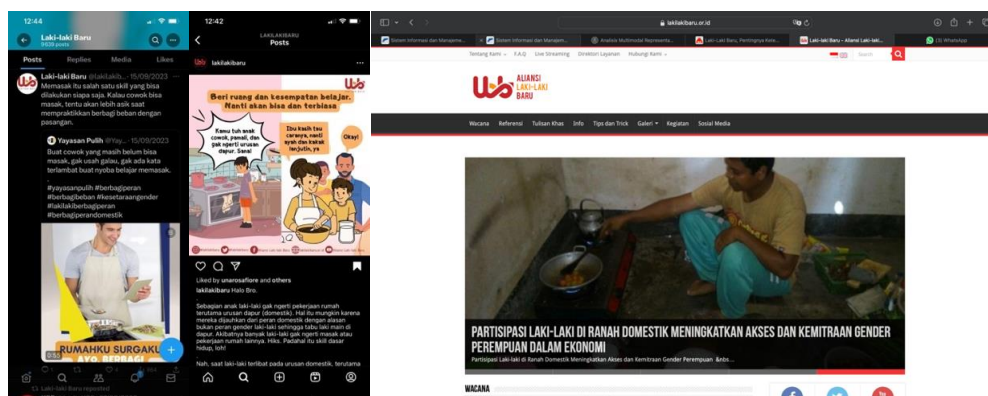 12:44
Laki-laki Baru
9839 posts
Posts Replies Media Likes
Laki-laki Baru @lakilakib... · 15/09/2023
Memasak itu salah satu skill yang bisa
dilakukan siapa saja. Kalau cowok bisa
masak, tentu akan lebih asik saat
mempraktikkan berbagi beban dengan
pasangan.
Yayasan Pulih @Yay... · 15/09/2023
Buat cowok yang masih belum bisa
masak, gak usah galau, gak ada kata
terlambat buat nyoba belajar memasak.
.
#yayasanpulih #berbagiperan
#berbagibeban #kesetaraangender
#lakilakiberbagiperan
#berbagiperandomestik
RUMAHKU SURGAKU
AYO BERBAGI
0:55
Laki-laki Baru reposted
12:42
LAKILAKIBARU
Posts
lakilakibaru
Beri ruang dan kesempatan belajar.
Nanti akan bisa dan terbiasa
Kamu tuh anak
cowok, pamali, dan
gak ngerti urusan
dapur. Sana!
Ibu kasih tau
caranya, nanti
ayah dan kakak
lanjutin, ya
Okay!
Liked by unarosafiore and others
lakilakibaru Halo Bro.
.
Sebagian anak laki-laki gak ngerti pekerjaan rumah
terutama urusan dapur (domestik). Hal itu mungkin karena
mereka dijauhkan dari peran domestik dengan alasan
bukan peran gender laki-laki sehingga tabu laki main di
dapur. Akibatnya banyak laki-laki gak ngerti masak atau
pekerjaan rumah lainnya. Hiks. Padahal itu skill dasar
hidup, loh!
Nah, saat laki-laki terlibat pada urusan domestik, terutama
lakilakibaru.or.id
Sistem Informasi dan Manajeme...
Sistem Informasi dan Manajem...
Analisis Multimodal Representa...
Laki-Laki Baru, Pentingnya Kele...
Laki-laki Baru – Aliansi Laki-laki...
(3) WhatsApp
Tentang Kami F.A.Q Live Streaming Direktori Layanan Hubungi Kami
Search
ALIANSI
LAKI-LAKI
BARU
Wacana Referensi Tulisan Khas Info Tips dan Trick Galeri Kegiatan Sosial Media
PARTISIPASI LAKI-LAKI DI RANAH DOMESTIK MENINGKATKAN AKSES DAN KEMITRAAN GENDER
PEREMPUAN DALAM EKONOMI
Partisipasi Laki-laki di Ranah Domestik Meningkatkan Akses dan Kemitraan Gender Perempuan &nbs ...
WACANA